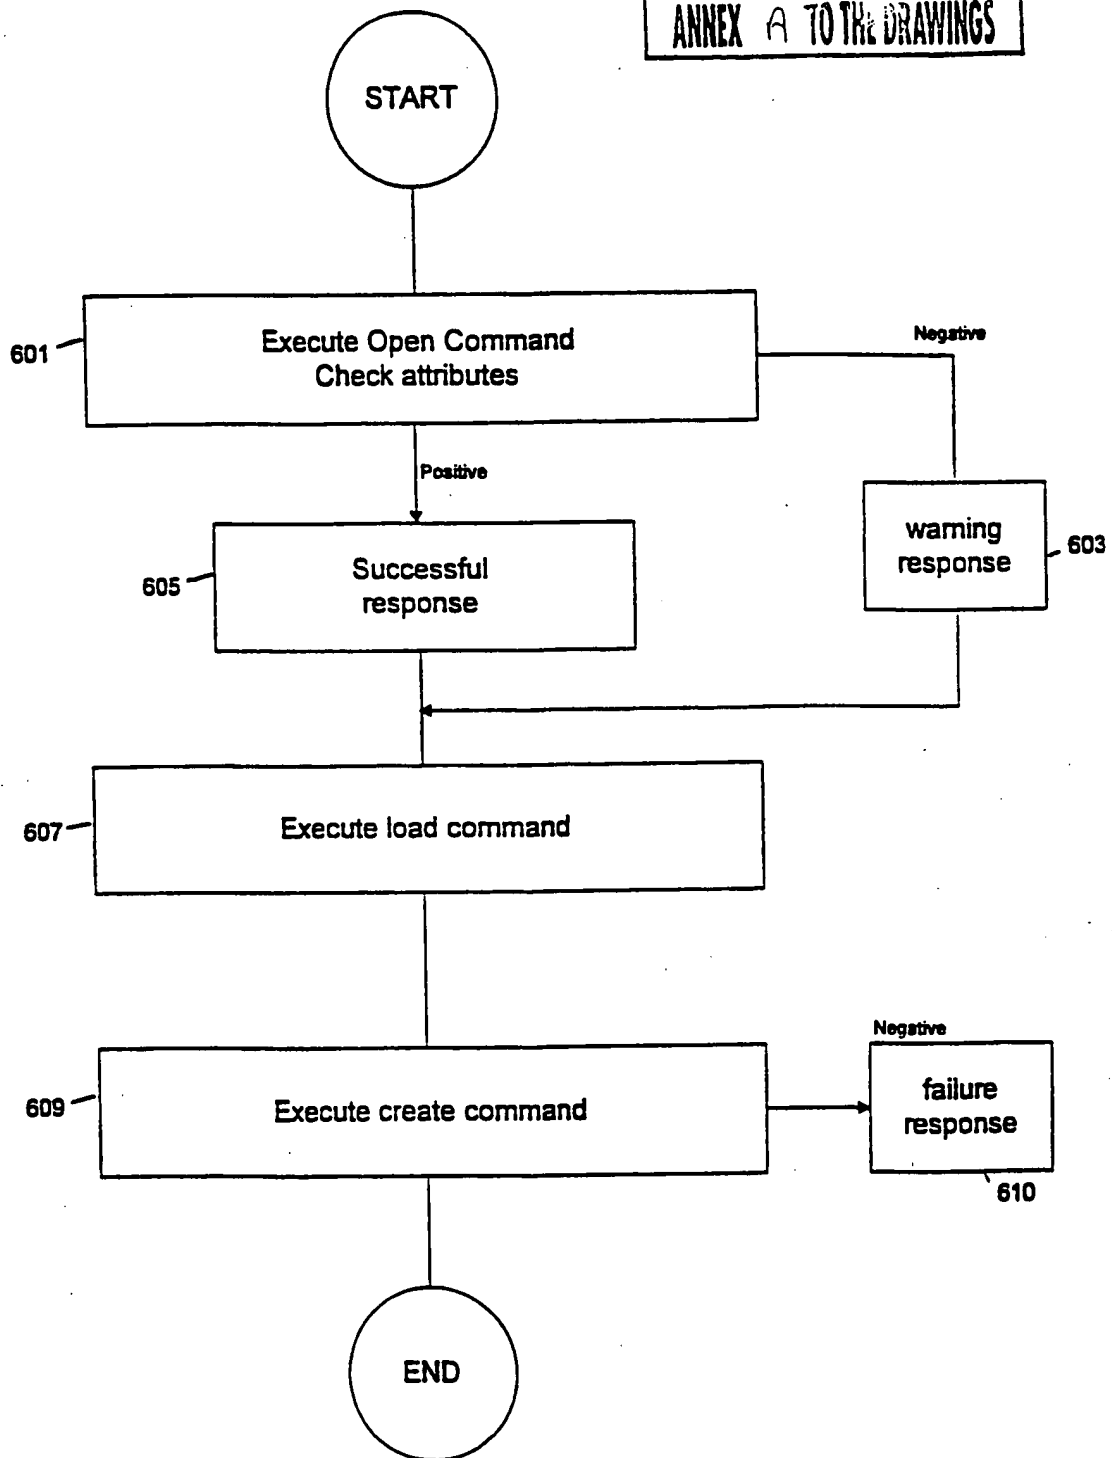 ANNEX A TO THE DRAWINGS
START
601
Execute Open Command
Check attributes
Negative
Positive
605
Successful
response
warning
response
603
607
Execute load command
609
Execute create command
Negative
failure
response
610
END